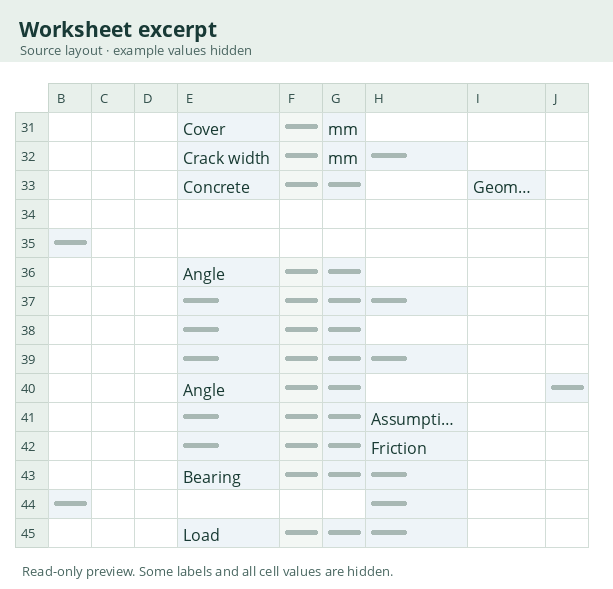 Worksheet excerpt
Source layout · example values hidden
B C D E F G H I J
31 Cover mm
32 Crack width mm
33 Concrete Geom...
34
35
36 Angle
37
38
39
40 Angle
41 Assumpti...
42 Friction
43 Bearing
44
45 Load
Read-only preview. Some labels and all cell values are hidden.